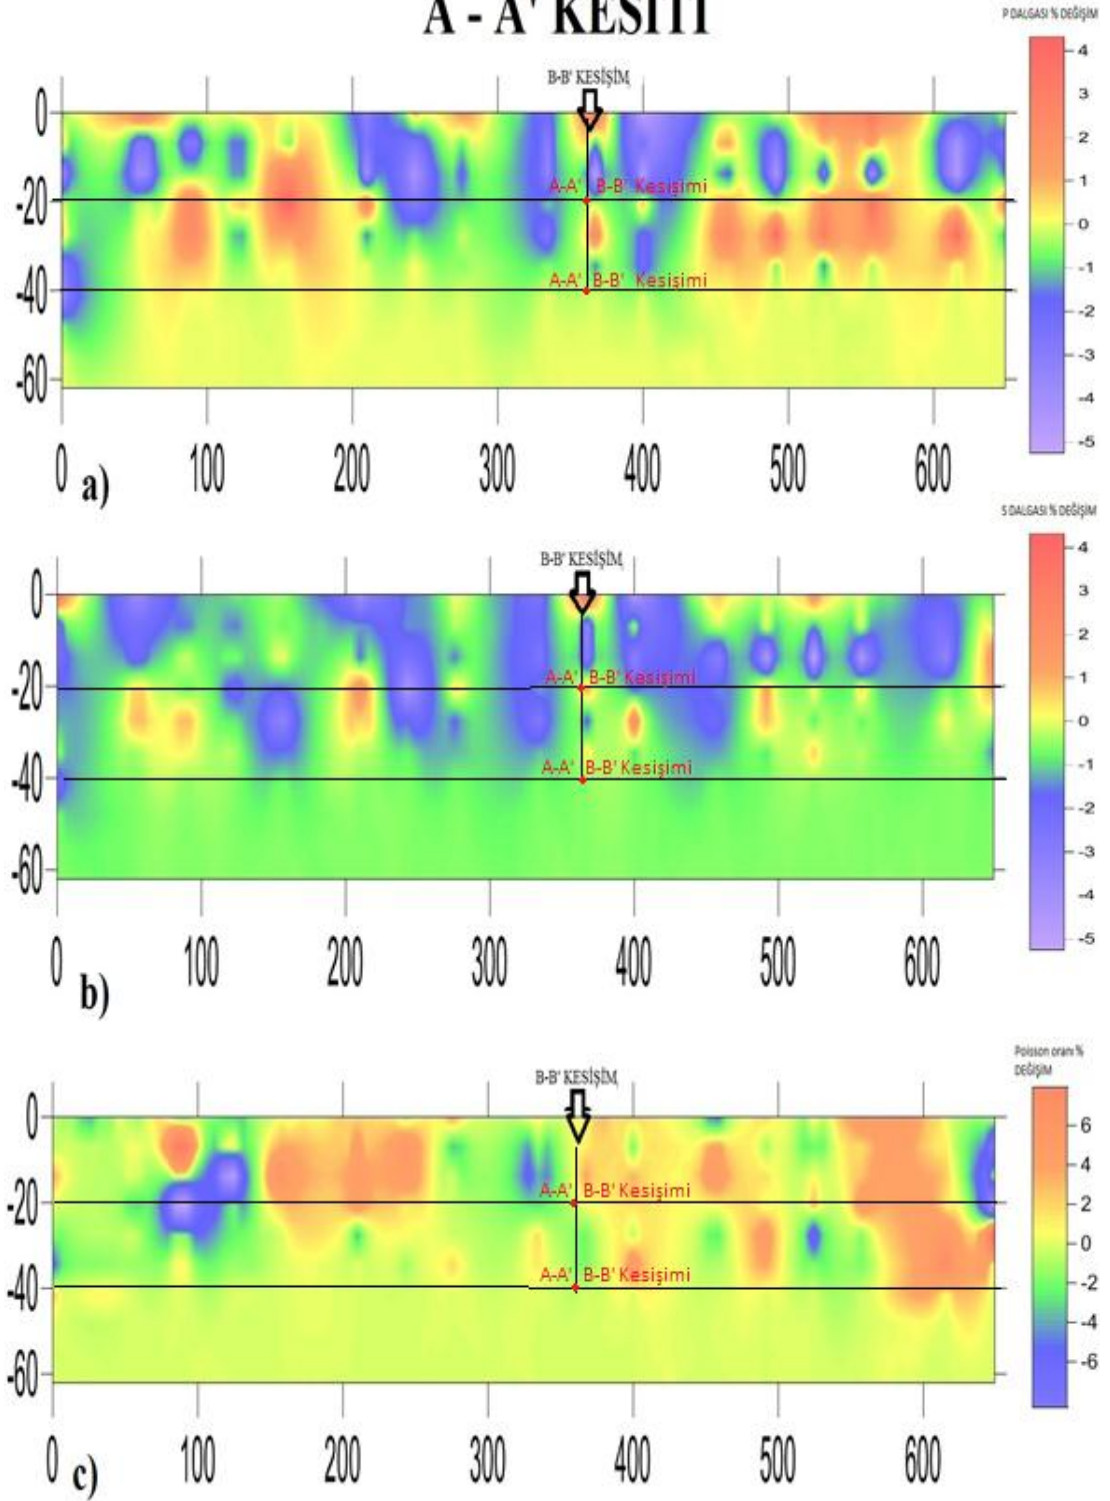 A - A' KESİTİ
P DALGASI % DEĞİŞİM
B-B' KESİŞİM
0
-20
-40
-60
A-A' B-B' Kesişimi
A-A' B-B' Kesişimi
4
3
2
1
0
-1
-2
-3
-4
-5
0 100 200 300 400 500 600
a)
S DALGASI % DEĞİŞİM
B-B' KESİŞİM
0
-20
-40
-60
A-A' B-B' Kesişimi
A-A' B-B' Kesişimi
4
3
2
1
0
-1
-2
-3
-4
-5
0 100 200 300 400 500 600
b)
Poisson oranı %
DEĞİŞİM
B-B' KESİŞİM
0
-20
-40
-60
A-A' B-B' Kesişimi
A-A' B-B' Kesişimi
6
4
2
0
-2
-4
-6
0 100 200 300 400 500 600
c)